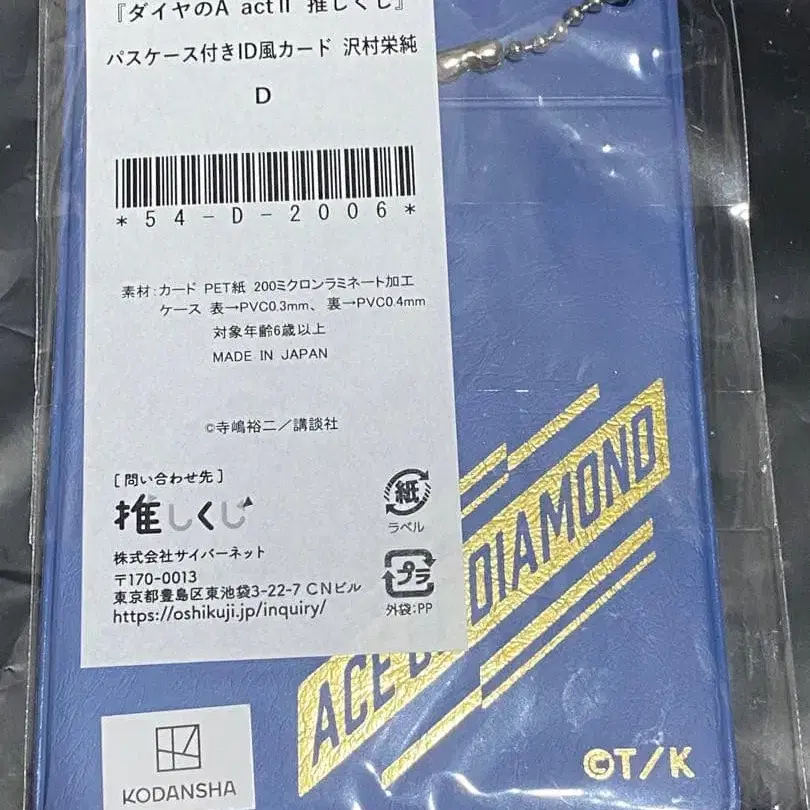 『ダイヤのA actⅡ 推しくじ』
パスケース付きID風カード 沢村栄純
D
*54-D-2006*
素材:カード PET紙 200ミクロンラミネート加工
ケース 表→PVC0.3mm、裏→PVC0.4mm
対象年齢6歳以上
MADE IN JAPAN
©寺嶋裕二/講談社
[問い合わせ先]
推しくじ
株式会社サイバーネット
〒170-0013
東京都豊島区東池袋3-22-7 CNビル
https://oshikuji.jp/inquiry/
紙
ラベル
プラ
外袋:PP
ACE DIAMOND
©T/K
KODANSHA